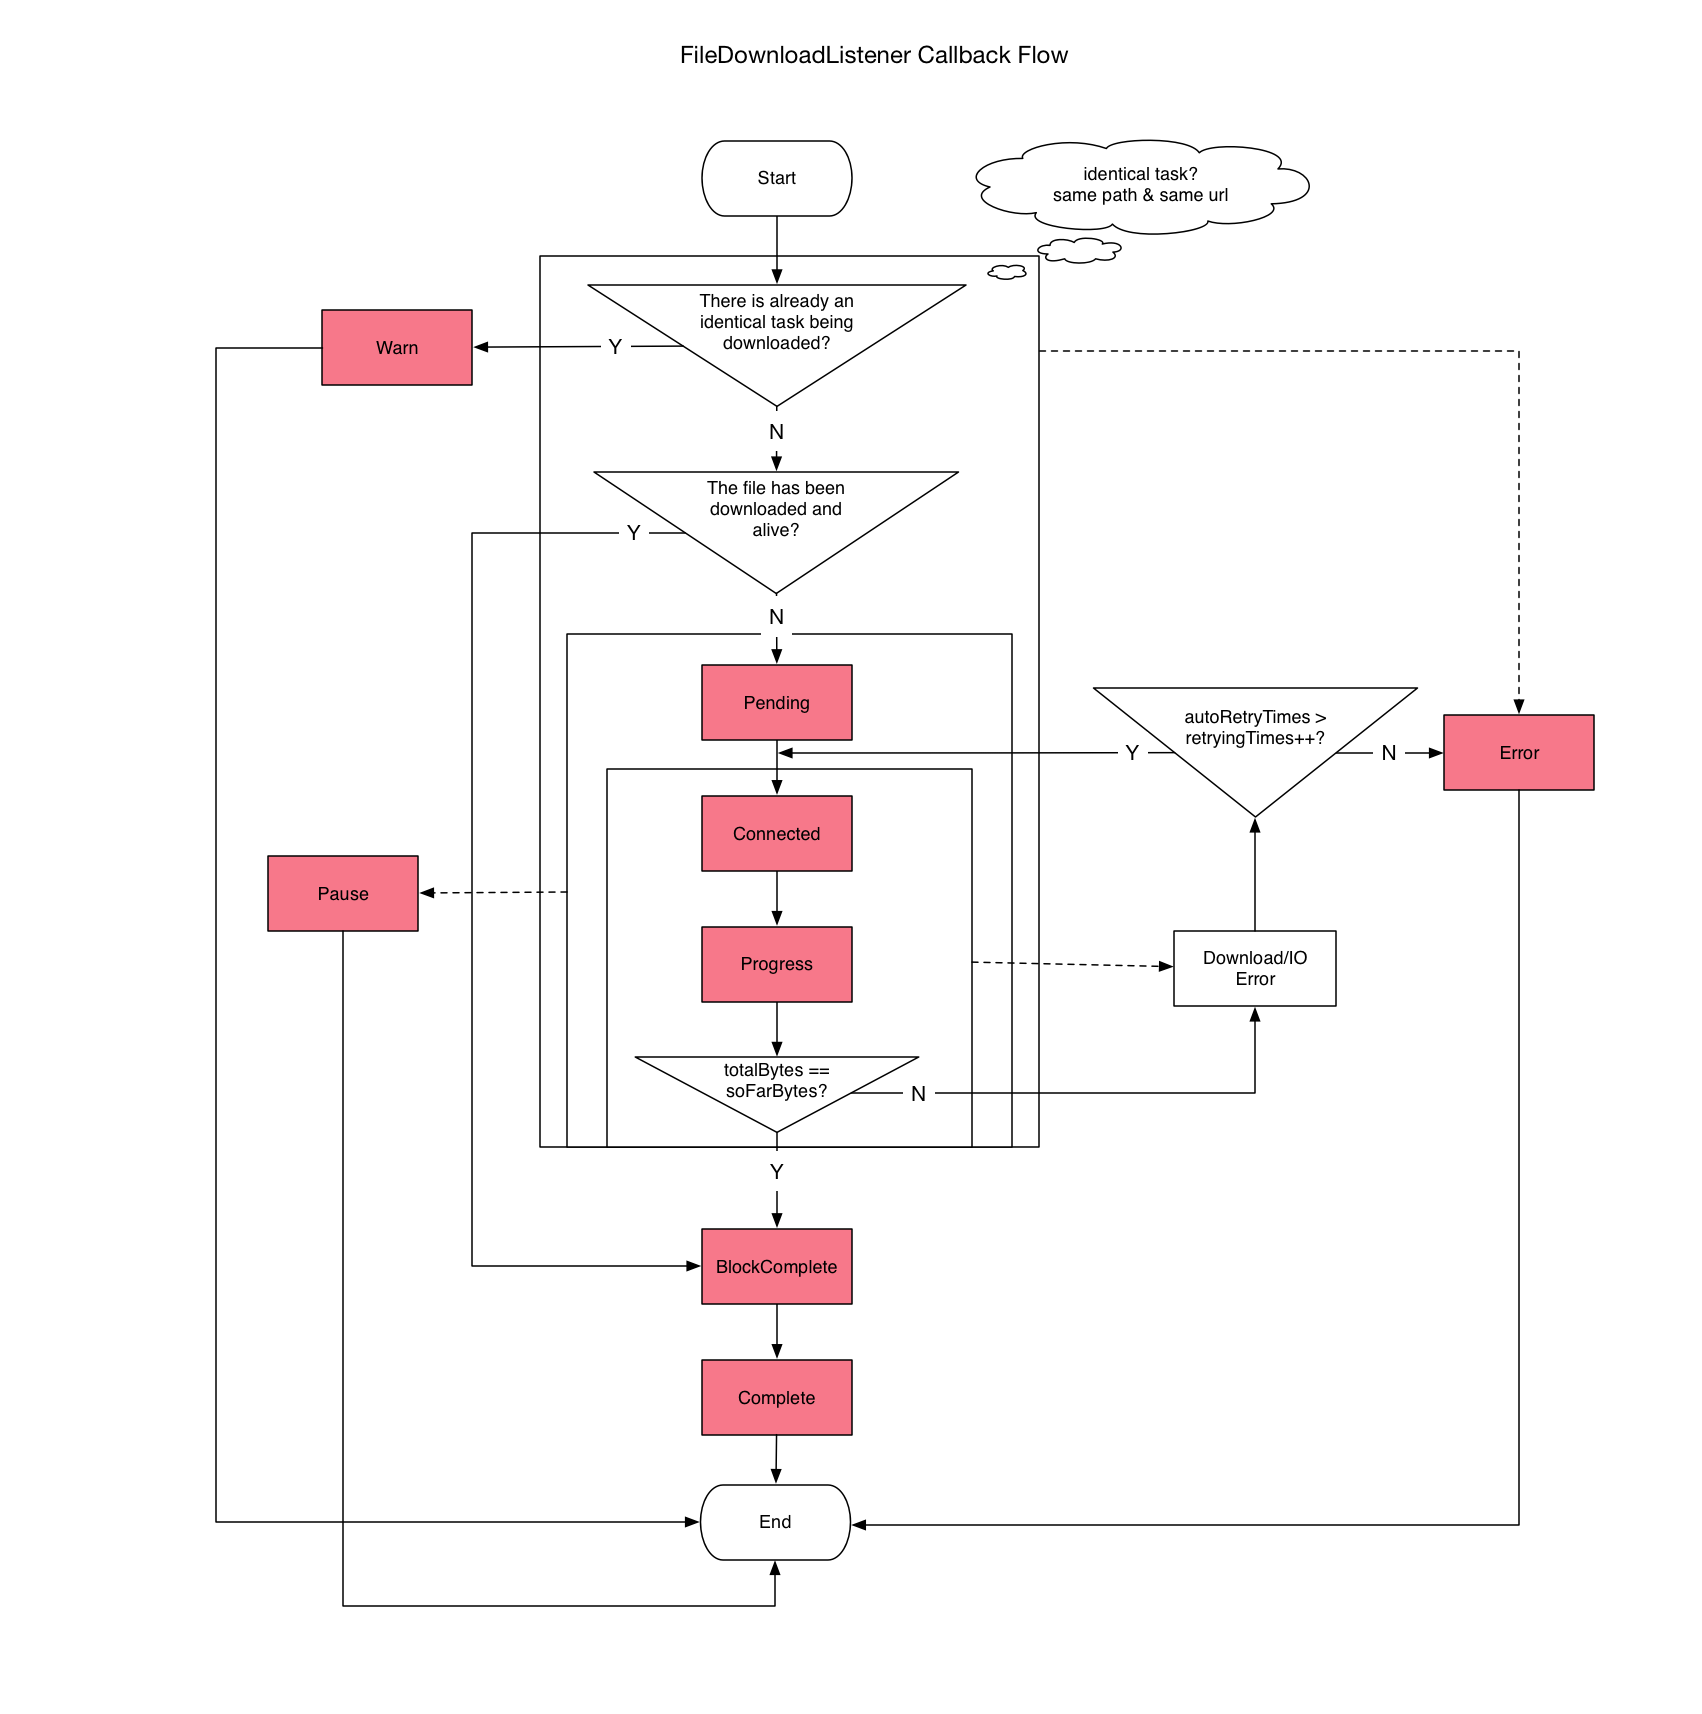 FileDownloadListener Callback Flow
Start
identical task?
same path & same url
There is already an
identical task being
downloaded?
Warn
Y
N
The file has been
downloaded and
alive?
Y
N
Pending
autoRetryTimes >
retryingTimes++?
Y
N
Error
Connected
Pause
Progress
Download/IO
Error
totalBytes ==
soFarBytes?
N
Y
BlockComplete
Complete
End